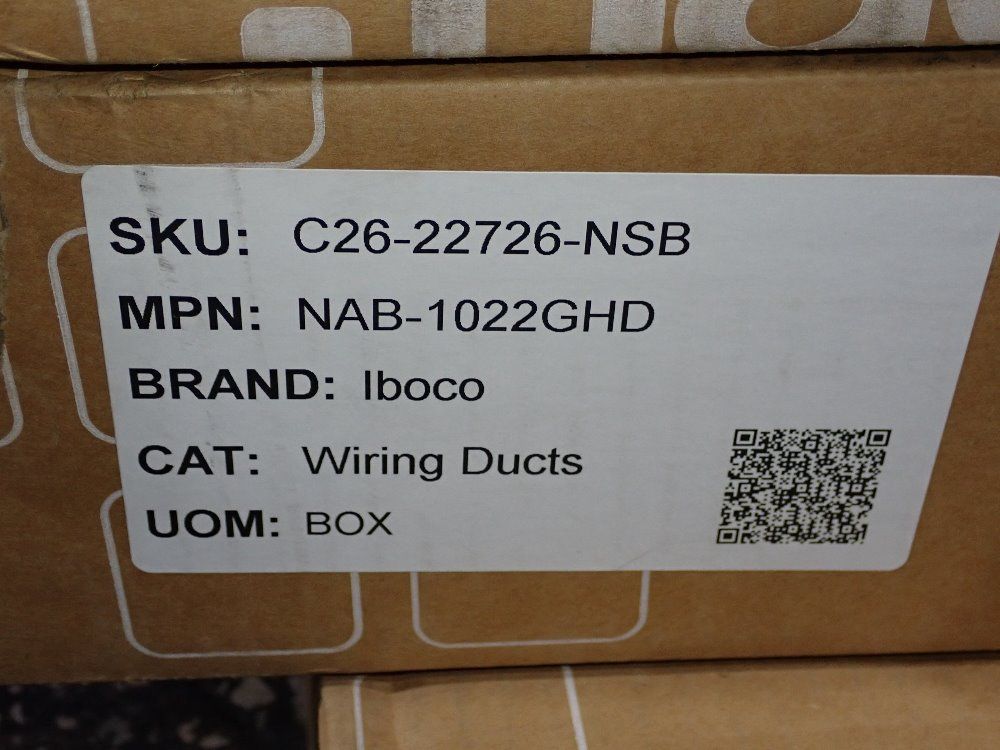 SKU: C26-22726-NSB
MPN: NAB-1022GHD
BRAND: Iboco
CAT: Wiring Ducts
UOM: BOX